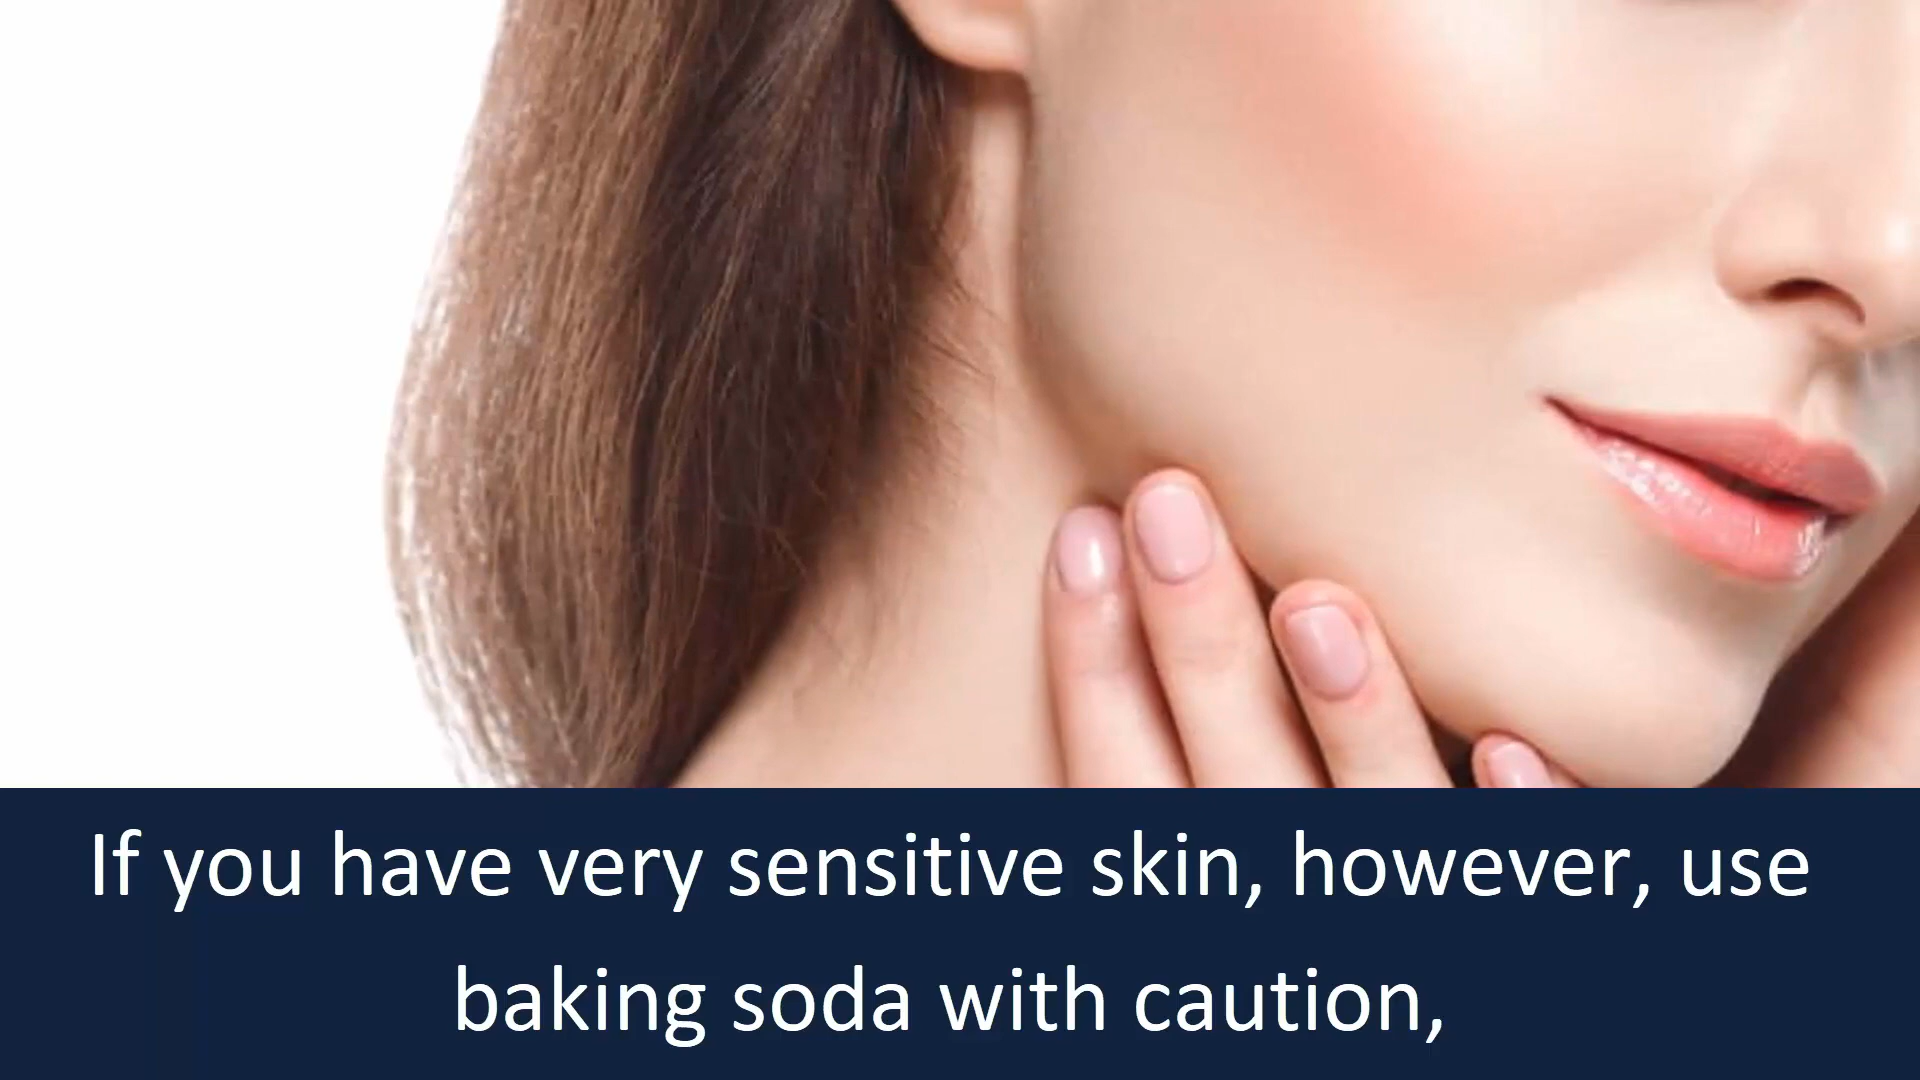 If you have very sensitive skin, however, use
baking soda with caution,